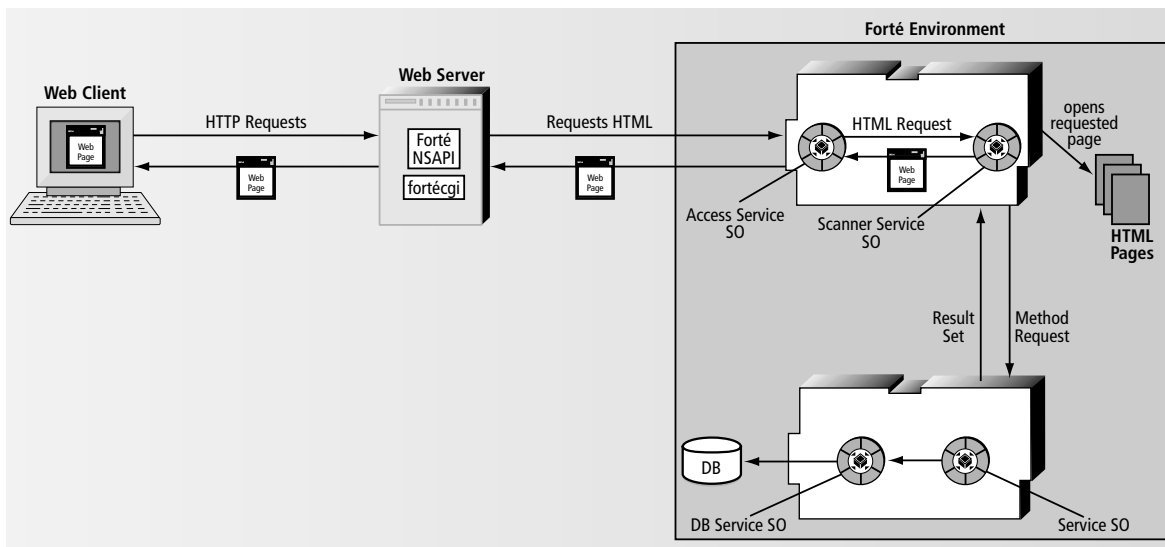 Forté Environment
Web Client
Web Server
Web
Page
HTTP Requests
Web
Page
Forté
NSAPI
fortécgi
Requests HTML
Web
Page
HTML Request
Web
Page
opens
requested
page
Access Service
SO
Scanner Service
SO
HTML
Pages
Result
Set
Method
Request
DB
DB Service SO
Service SO